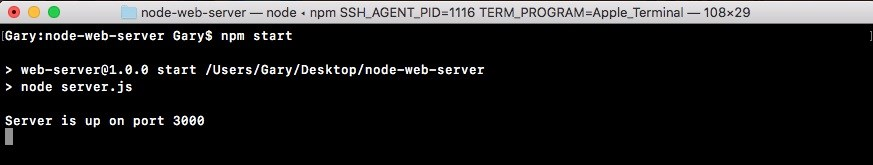 node-web-server — node ◂ npm SSH_AGENT_PID=1116 TERM_PROGRAM=Apple_Terminal — 108×29
[Gary:node-web-server Gary$ npm start ]
> web-server@1.0.0 start /Users/Gary/Desktop/node-web-server
> node server.js
Server is up on port 3000